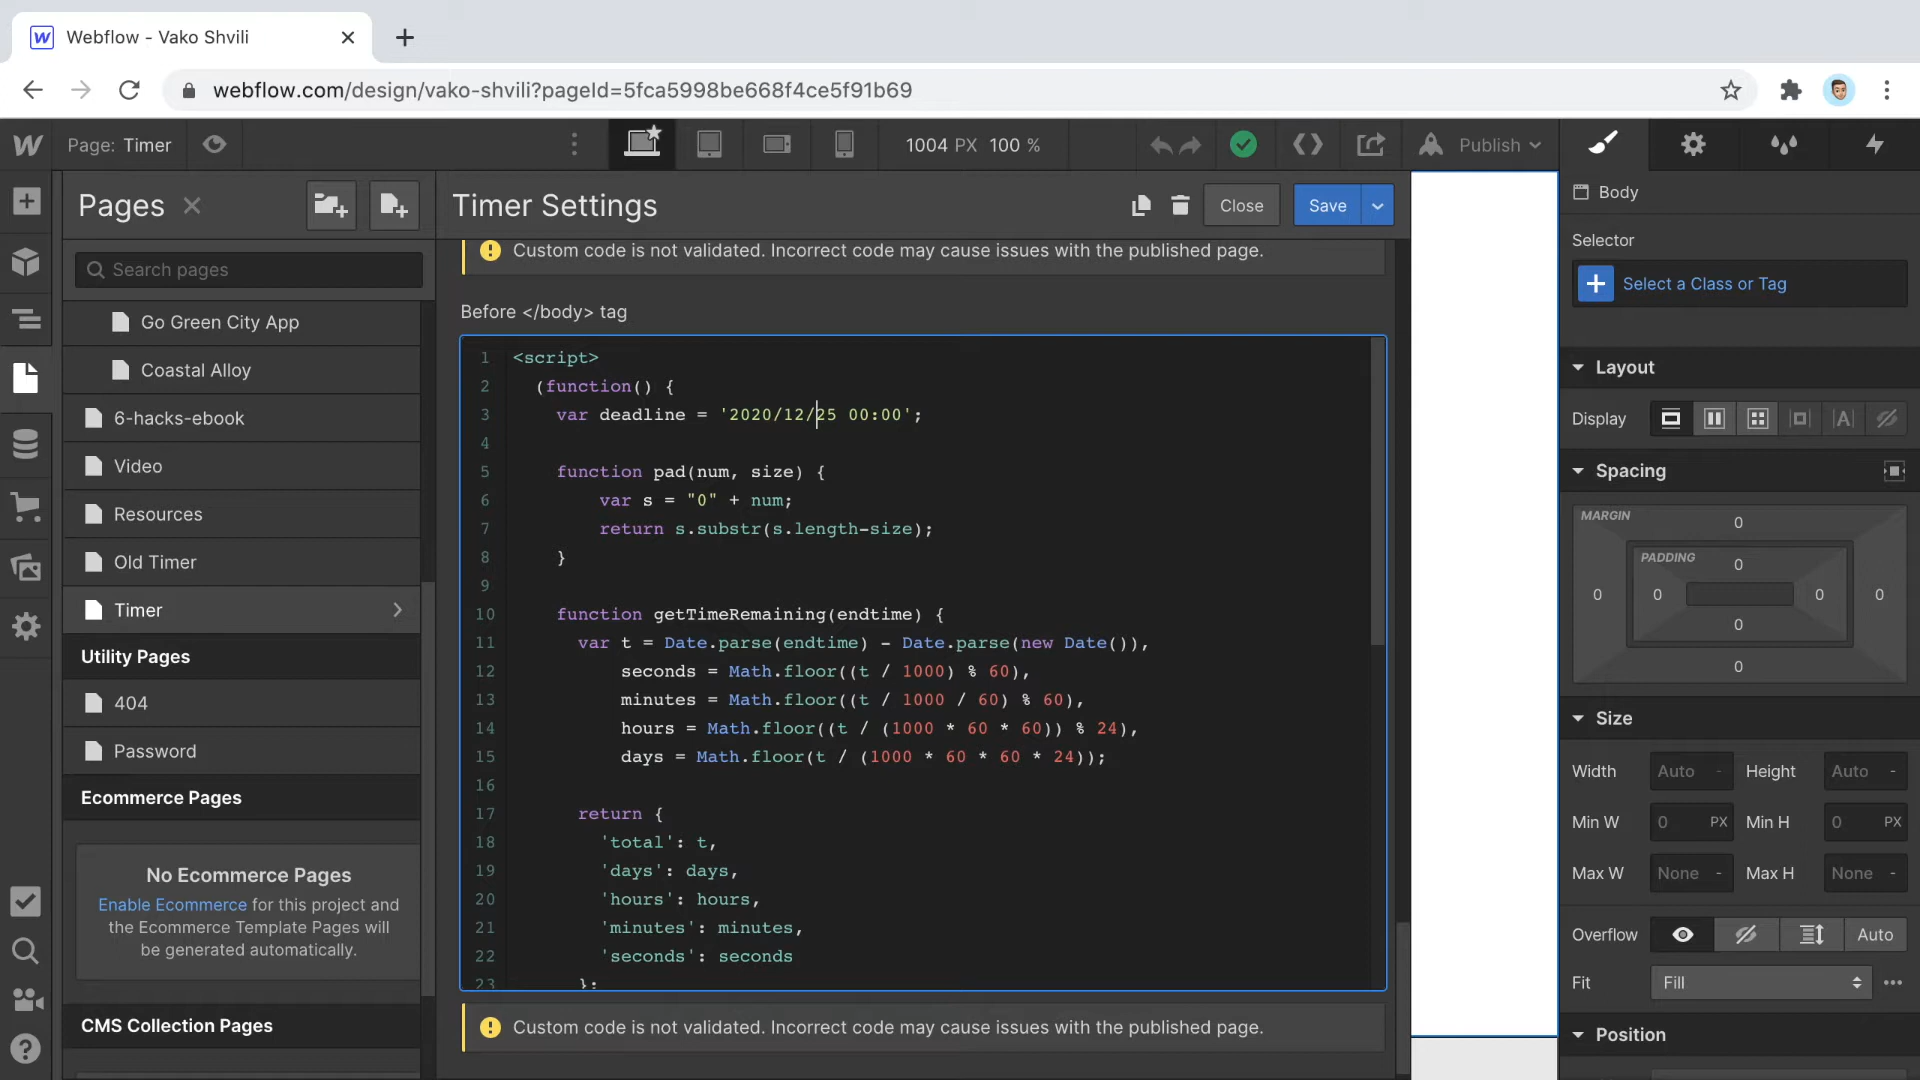 Webflow - Vako Shvili
webflow.com/design/vako-shvili?pageId=5fca5998be668f4ce5f91b69
Page: Timer
1004 PX 100 %
Publish
Pages
Timer Settings
Close
Save
Body
Selector
Select a Class or Tag
Search pages
Go Green City App
Coastal Alloy
6-hacks-ebook
Video
Resources
Old Timer
Timer
Utility Pages
404
Password
Ecommerce Pages
No Ecommerce Pages
Enable Ecommerce for this project and
the Ecommerce Template Pages will
be generated automatically.
CMS Collection Pages
Custom code is not validated. Incorrect code may cause issues with the published page.
Before </body> tag
1 <script>
2 (function() {
3 var deadline = '2020/12/25 00:00';
4
5 function pad(num, size) {
6 var s = "0" + num;
7 return s.substr(s.length-size);
8 }
9
10 function getTimeRemaining(endtime) {
11 var t = Date.parse(endtime) - Date.parse(new Date()),
12 seconds = Math.floor((t / 1000) % 60),
13 minutes = Math.floor((t / 1000 / 60) % 60),
14 hours = Math.floor((t / (1000 * 60 * 60)) % 24),
15 days = Math.floor(t / (1000 * 60 * 60 * 24));
16
17 return {
18 'total': t,
19 'days': days,
20 'hours': hours,
21 'minutes': minutes,
22 'seconds': seconds
23 };
Custom code is not validated. Incorrect code may cause issues with the published page.
Layout
Display
Spacing
MARGIN
0
PADDING
0
0 0 0 0
0
0
Size
Width Auto - Height Auto -
Min W 0 PX Min H 0 PX
Max W None - Max H None -
Overflow Auto
Fit Fill
Position